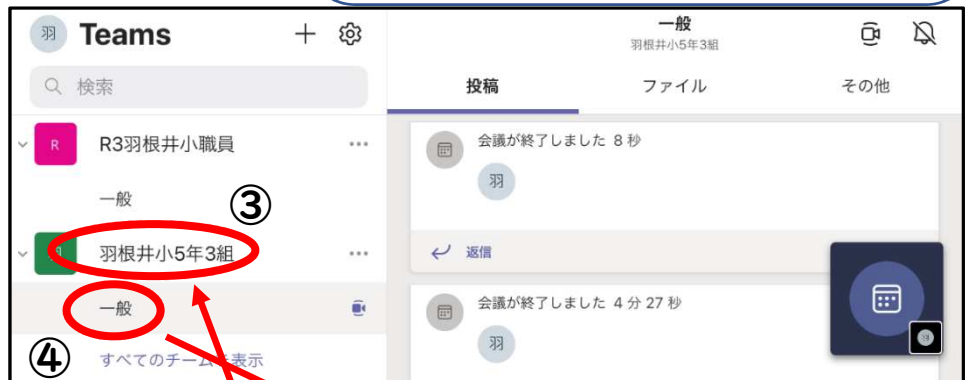 羽 Teams
検索
R R3羽根井小職員
一般
③
羽根井小5年3組
一般
④
すべてのチームを表示
一般
羽根井小5年3組
投稿 ファイル その他
会議が終了しました 8 秒
羽
返信
会議が終了しました 4 分 27 秒
羽